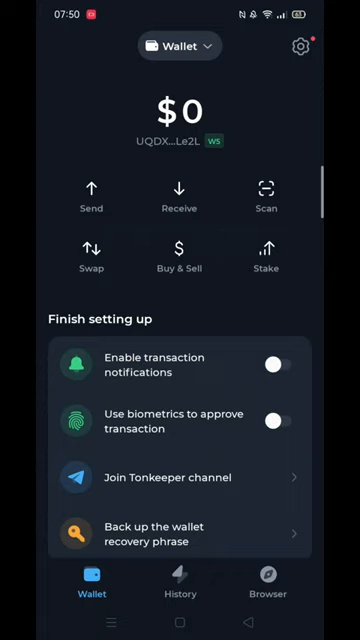 07:50
63
Wallet
$0
UQDX...Le2L W5
Send
Receive
Scan
Swap
Buy & Sell
Stake
Finish setting up
Enable transaction
notifications
Use biometrics to approve
transaction
Join Tonkeeper channel
Back up the wallet
recovery phrase
Wallet
History
Browser